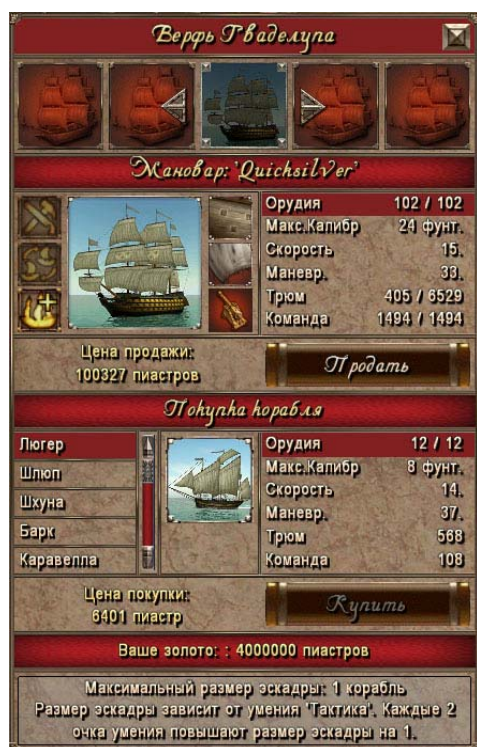 Верфь Гваделупа
Мановар: 'Quicksilver'
Орудия 102 / 102
Макс.Калибр 24 фунт.
Скорость 15.
Маневр. 33.
Трюм 405 / 6529
Команда 1494 / 1494
Цена продажи:
100327 пиастров
Продать
Покупка корабля
Люгер
Шлюп
Шхуна
Барк
Каравелла
Орудия 12 / 12
Макс.Калибр 8 фунт.
Скорость 14.
Маневр. 37.
Трюм 568
Команда 108
Цена покупки:
6401 пиастр
Купить
Ваше золото: : 4000000 пиастров
Максимальный размер эскадры: 1 корабль
Размер эскадры зависит от умения 'Тактика'. Каждые 2
очка умения повышают размер эскадры на 1.